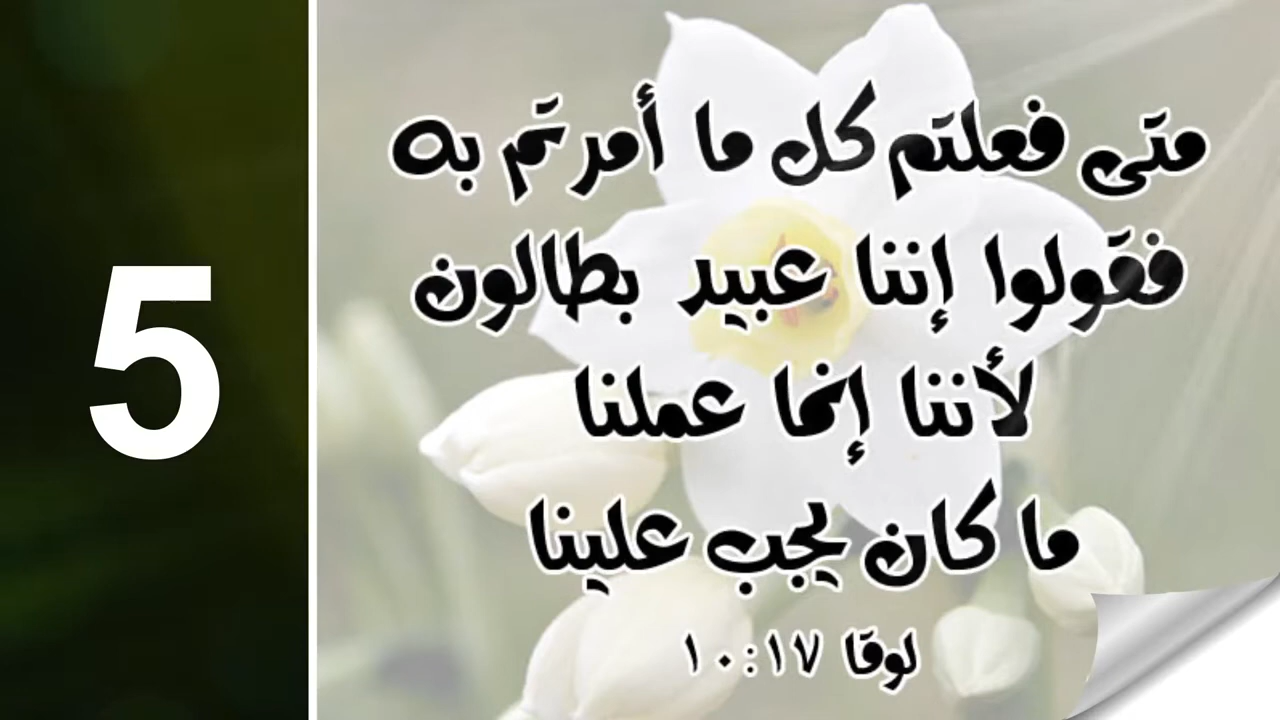 5
متى فعلتم كل ما أمرتم به
فقولوا إننا عبيد بطالون
لأننا إنما عملنا
ما كان يجب علينا
لوقا ١٠:١٧